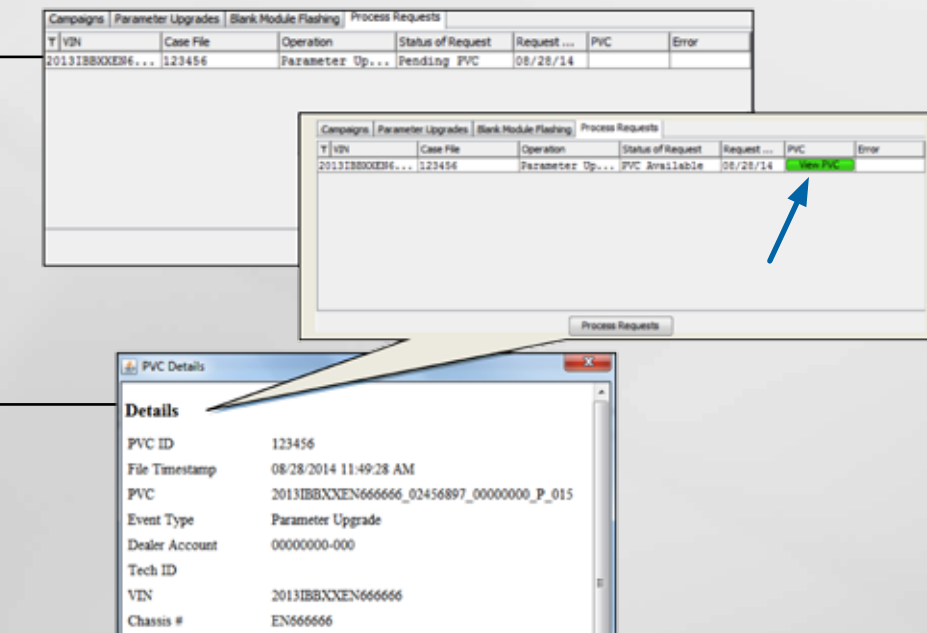 Campaigns Parameter Upgrades Blank Module Flashing Process Requests
T VIN Case File Operation Status of Request Request ... PVC Error
2013IBBXXEN6... 123456 Parameter Up... Pending PVC 08/28/14
Campaigns Parameter Upgrades Blank Module Flashing Process Requests
T VIN Case File Operation Status of Request Request ... PVC Error
2013IBBXXEN6... 123456 Parameter Up... PVC Available 08/28/14 View PVC
Process Requests
PVC Details
Details
PVC ID 123456
File Timestamp 08/28/2014 11:49:28 AM
PVC 2013IBBXXEN666666_02456897_00000000_P_015
Event Type Parameter Upgrade
Dealer Account 00000000-000
Tech ID
VIN 2013IBBXXEN666666
Chassis # EN666666